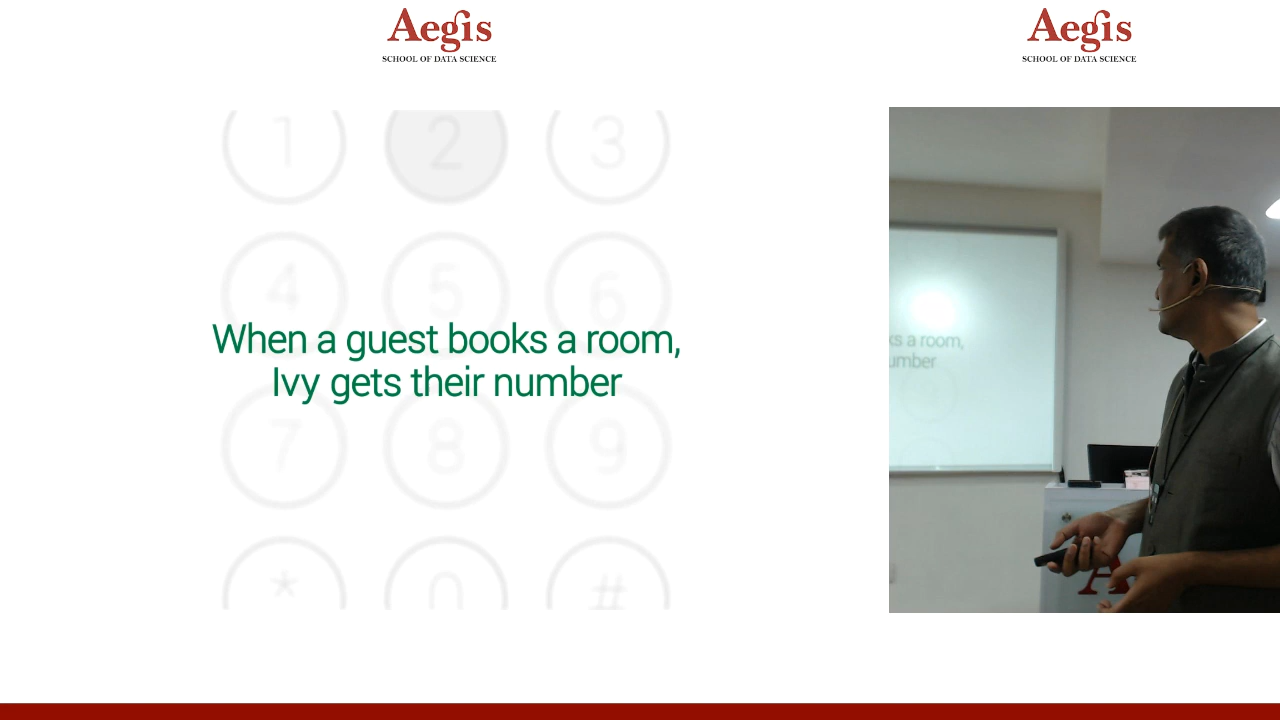 Aegis
SCHOOL OF DATA SCIENCE
Aegis
SCHOOL OF DATA SCIENCE
1 2 3
4 5 6
When a guest books a room,
Ivy gets their number
7 8 9
* 0 #
ks a room,
umber
A